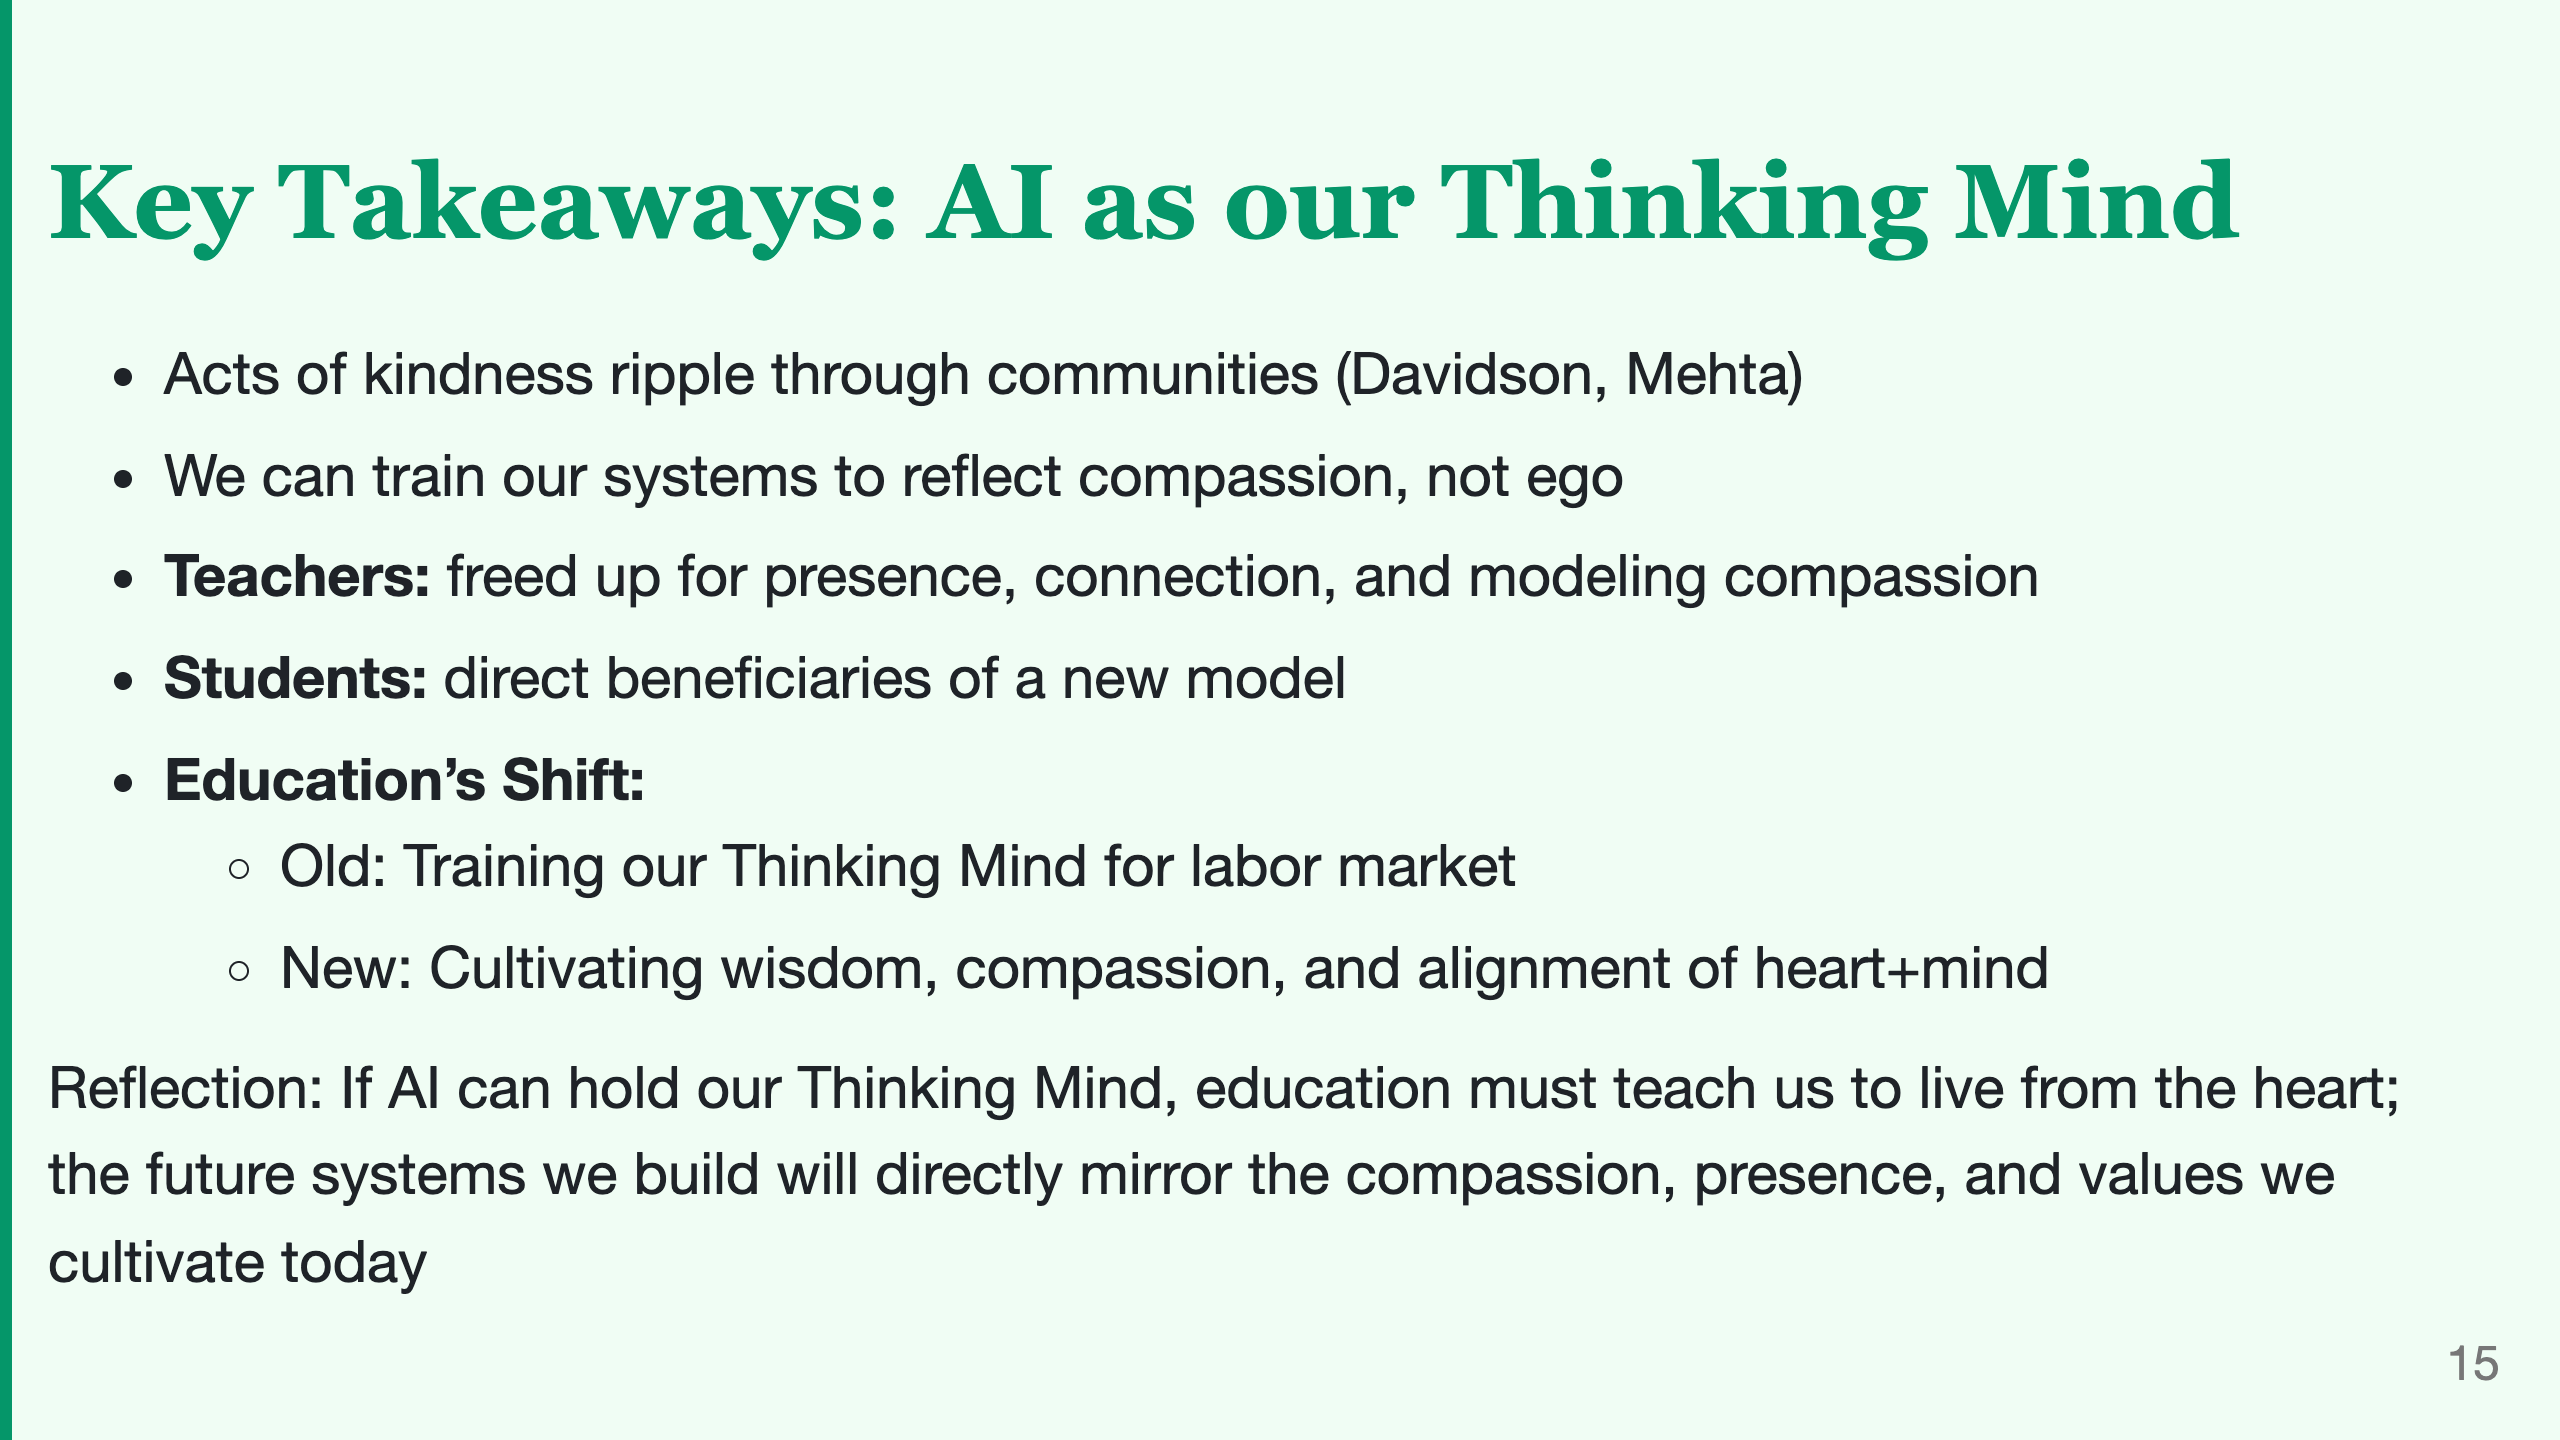 Key Takeaways: AI as our Thinking Mind
• Acts of kindness ripple through communities (Davidson, Mehta)
• We can train our systems to reflect compassion, not ego
• Teachers: freed up for presence, connection, and modeling compassion
• Students: direct beneficiaries of a new model
• Education’s Shift:
◦ Old: Training our Thinking Mind for labor market
◦ New: Cultivating wisdom, compassion, and alignment of heart+mind
Reflection: If AI can hold our Thinking Mind, education must teach us to live from the heart;
the future systems we build will directly mirror the compassion, presence, and values we
cultivate today
15